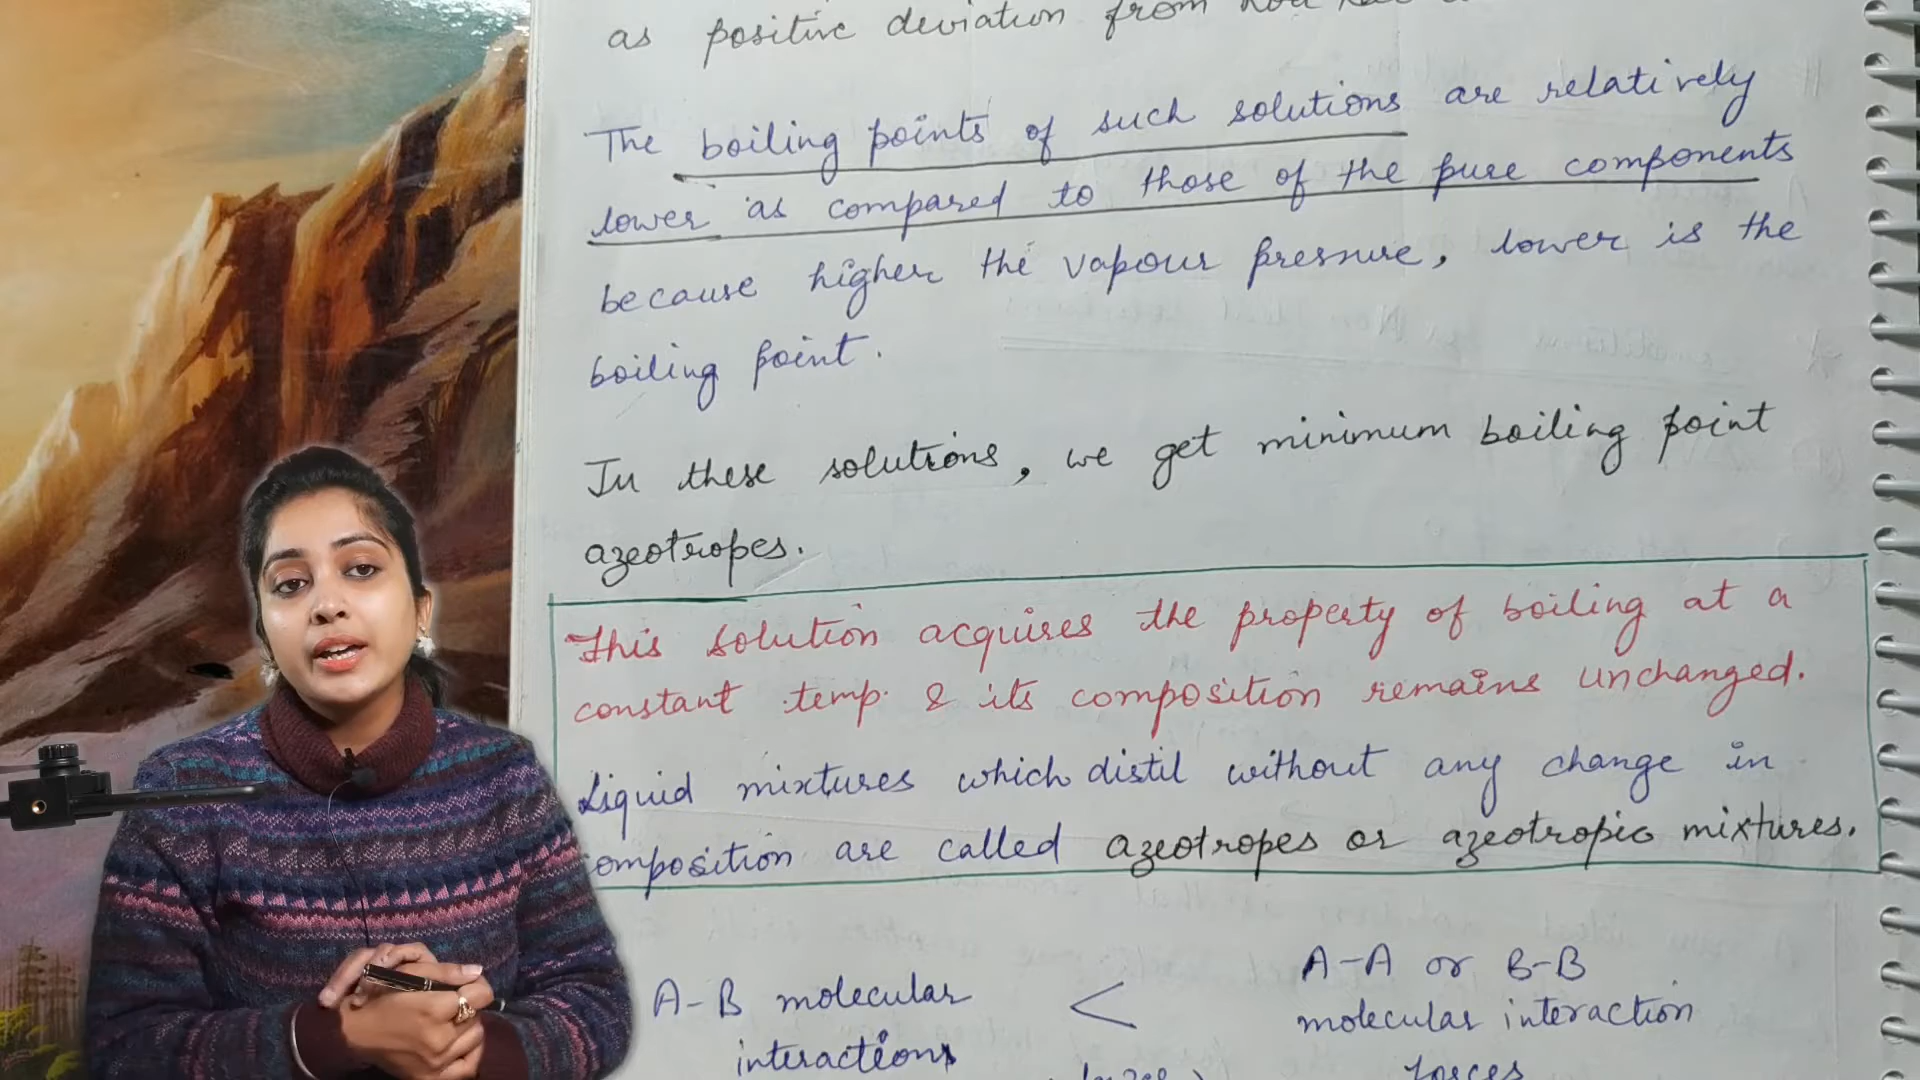 as positive deviation from
The boiling points of such solutions are relatively
lower as compared to those of the pure components
because higher the vapour pressure, lower is the
boiling point.
In these solutions, we get minimum boiling point
azeotropes.
This solution acquires the property of boiling at a
constant temp. & its composition remains unchanged.
Liquid mixtures which distil without any change in
omposition are called azeotropes or azeotropic mixtures.
A-B molecular interactions
<
A-A or B-B
molecular interaction
forces